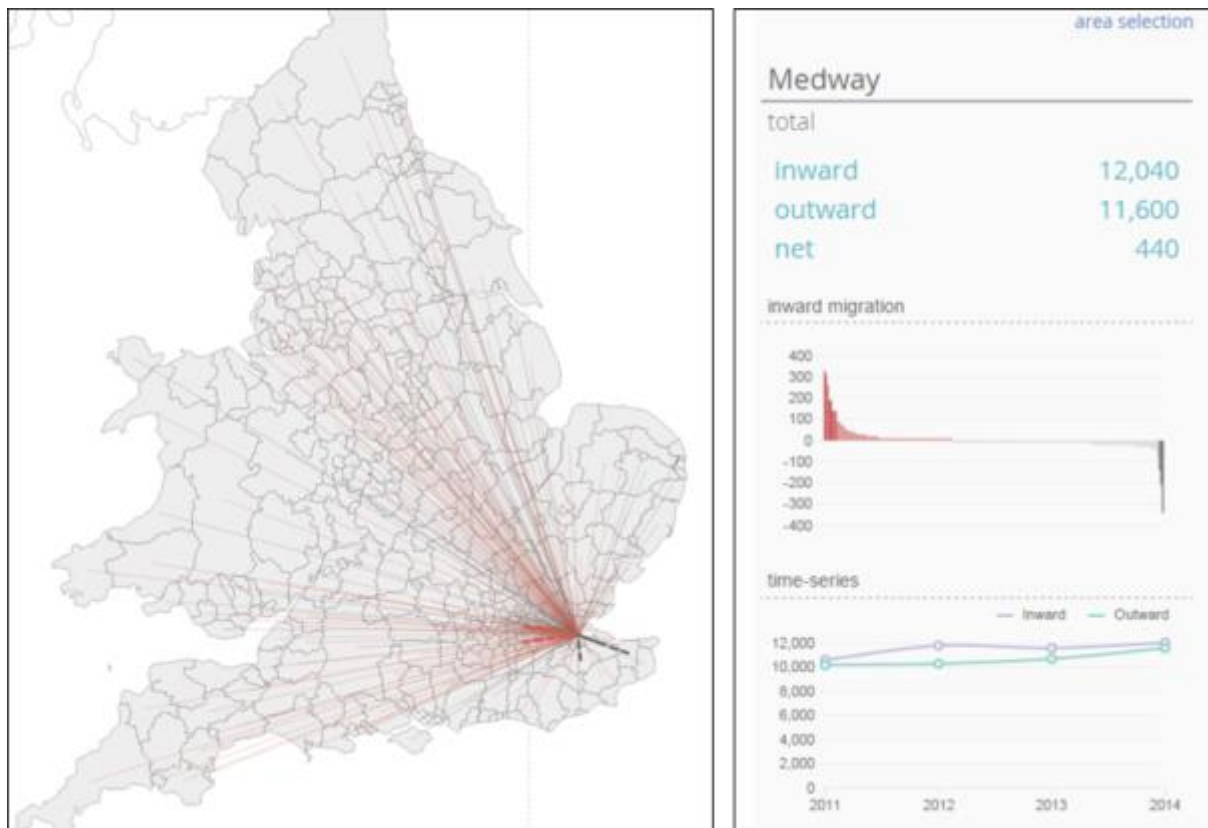 area selection
Medway
total
inward 12,040
outward 11,600
net 440
inward migration
400
300
200
100
0
-100
-200
-300
-400
time-series
Inward Outward
12,000
10,000
8,000
6,000
4,000
2,000
0
2011 2012 2013 2014